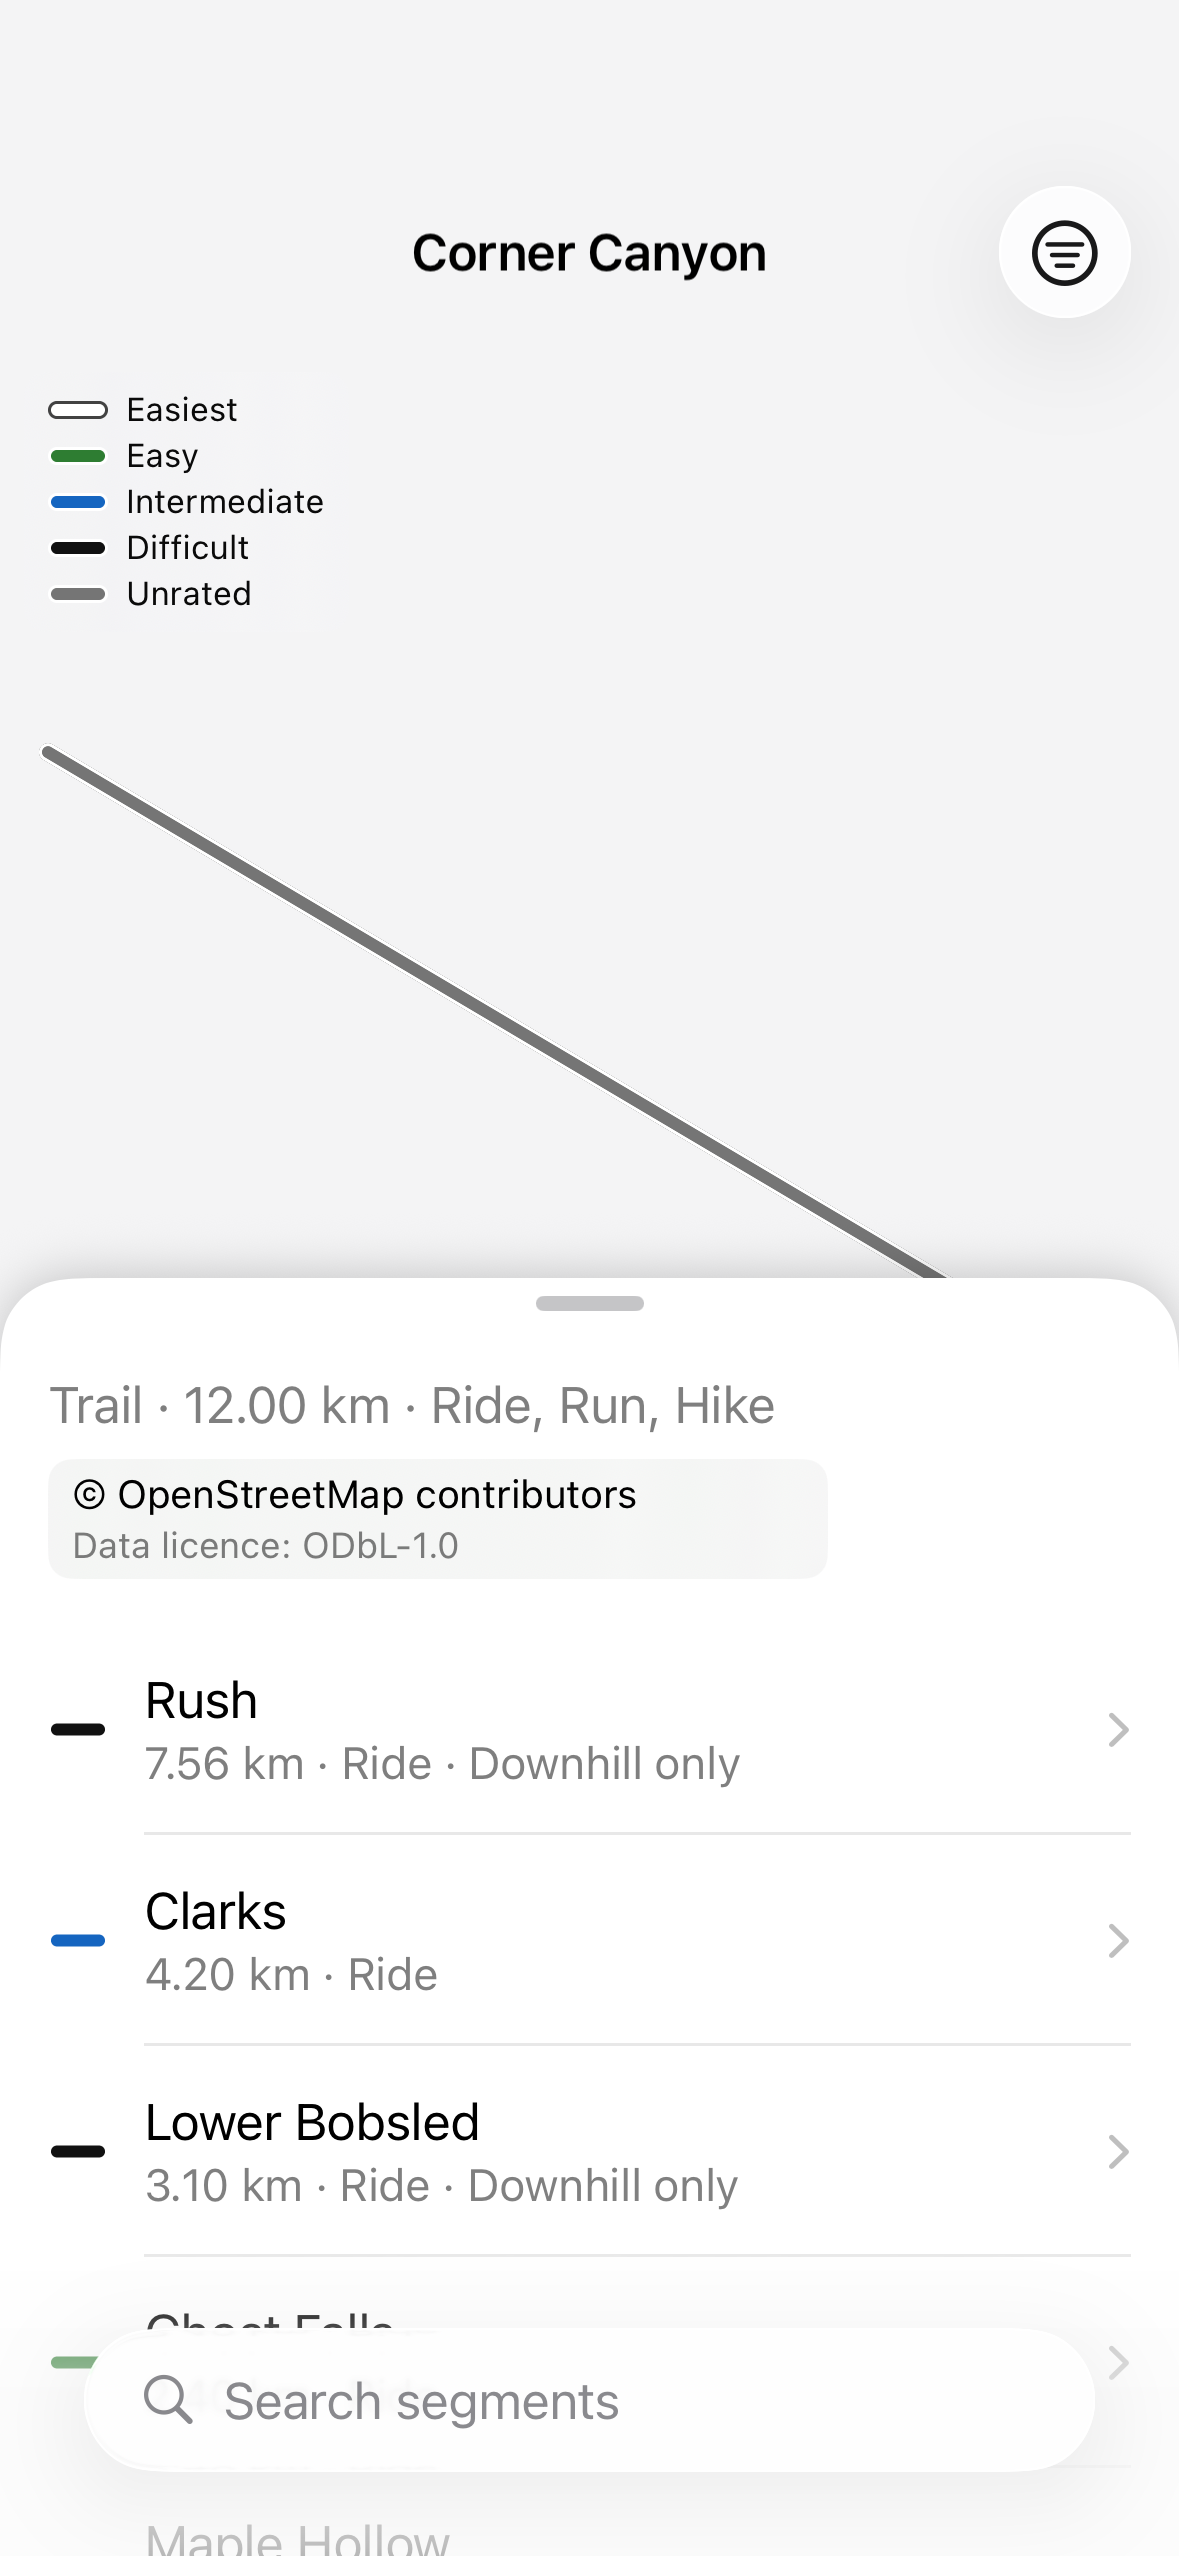 Corner Canyon
Easiest
Easy
Intermediate
Difficult
Unrated
Trail · 12.00 km · Ride, Run, Hike
© OpenStreetMap contributors
Data licence: ODbL-1.0
Rush
7.56 km · Ride · Downhill only
Clarks
4.20 km · Ride
Lower Bobsled
3.10 km · Ride · Downhill only
Ghost Falls
Search segments
Maple Hollow